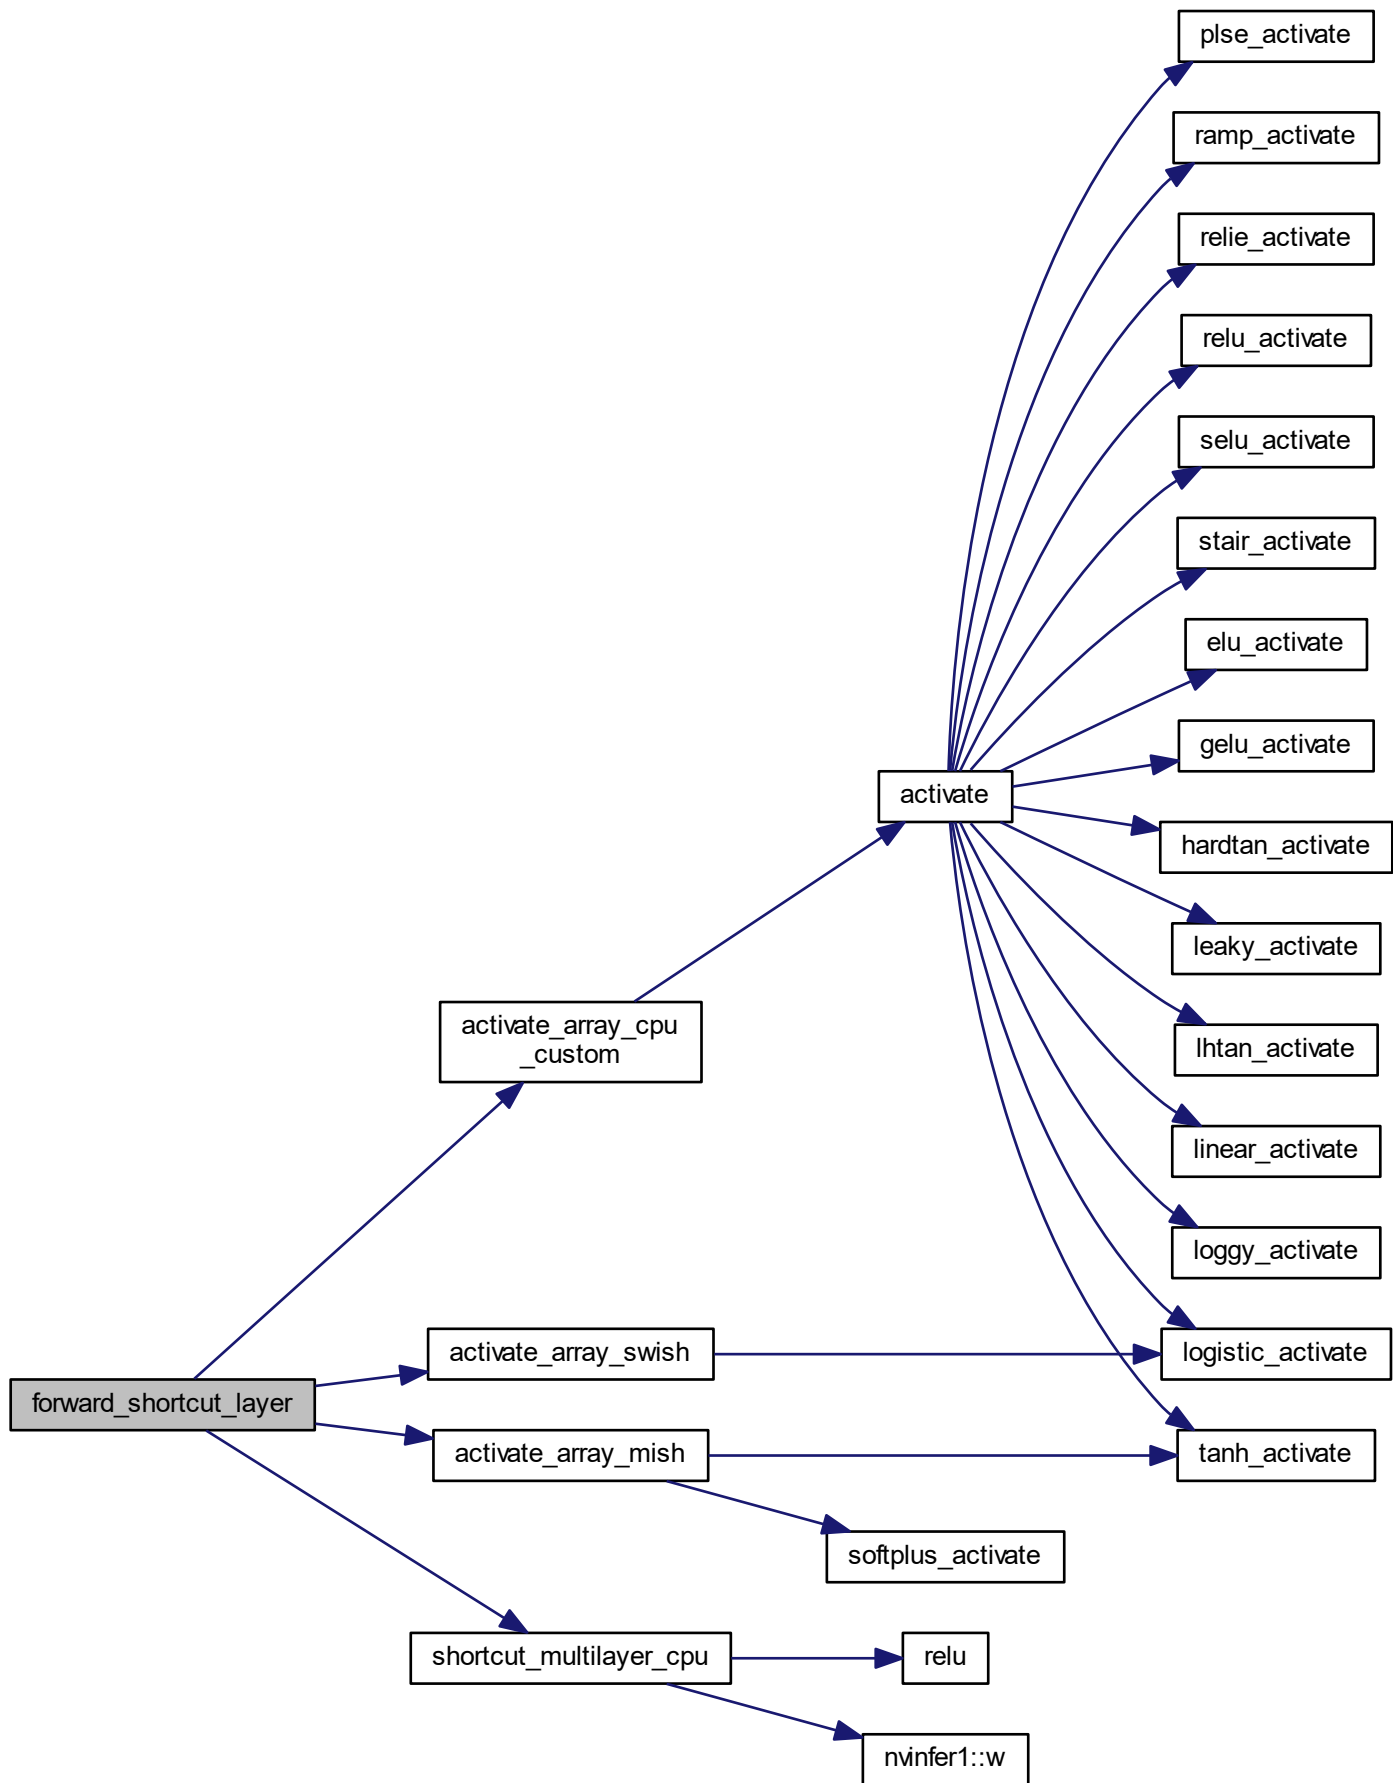 plse_activate
ramp_activate
relie_activate
relu_activate
selu_activate
stair_activate
elu_activate
gelu_activate
activate
hardtan_activate
leaky_activate
activate_array_cpu
_custom
lhtan_activate
linear_activate
loggy_activate
activate_array_swish
logistic_activate
forward_shortcut_layer
activate_array_mish
tanh_activate
softplus_activate
shortcut_multilayer_cpu
relu
nvinfer1::w